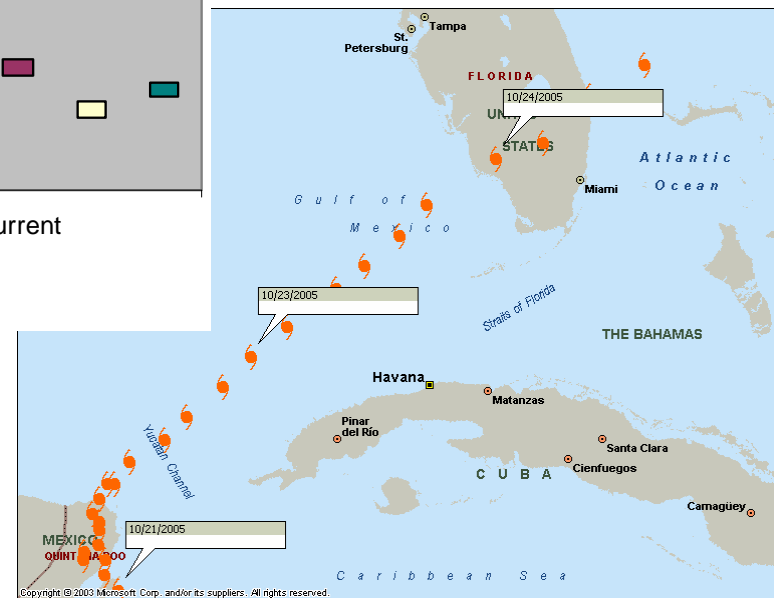 urrent
Tampa
St.
Petersburg
FLORIDA
10/24/2005
STATES
Atlantic
Ocean
Miami
Gulf of
Mexico
10/23/2005
Straits of Florida
THE BAHAMAS
Havana
Matanzas
Pinar
del Río
Santa Clara
Cienfuegos
CUBA
Yucatan Channel
Camagüey
MEXICO
10/21/2005
Caribbean Sea
Copyright © 2003 Microsoft Corp. and/or its suppliers. All rights reserved.